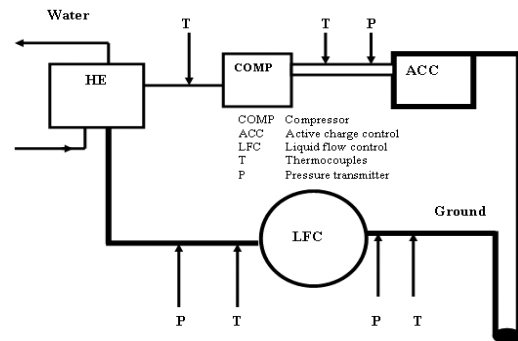 Water
T
T
P
HE
COMP
ACC
COMP Compressor
ACC Active charge control
LFC Liquid flow control
T Thermocouples
P Pressure transmitter
Ground
LFC
P
T
P
T